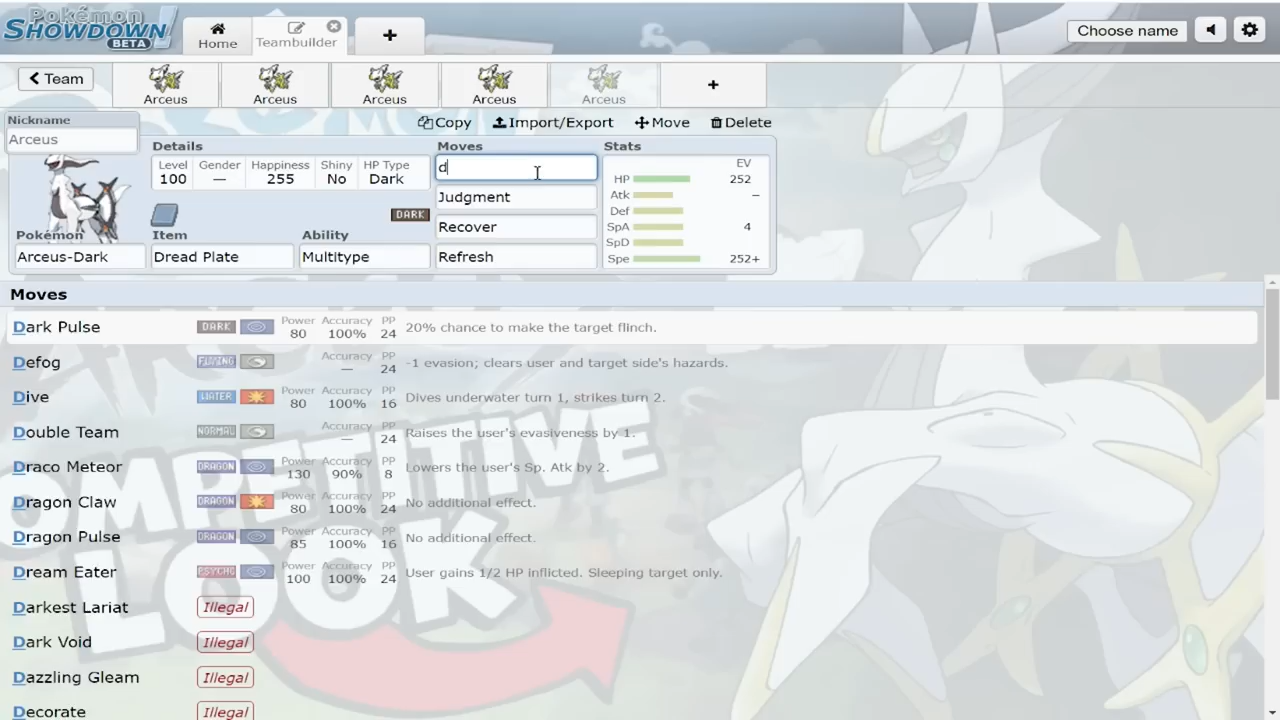 Pokémon
SHOWDOWN!
BETA
Home
Teambuilder
+
Choose name
Team
Arceus
Arceus
Arceus
Arceus
Arceus
+
Nickname
Arceus
Copy
Import/Export
Move
Delete
Details
Level Gender Happiness Shiny HP Type
100 — 255 No Dark
DARK
Pokémon
Arceus-Dark
Item
Dread Plate
Ability
Multitype
Moves
d
Judgment
Recover
Refresh
Stats
EV
HP 252
Atk –
Def
SpA 4
SpD
Spe 252+
Moves
Dark Pulse DARK Power 80 Accuracy 100% PP 24 20% chance to make the target flinch.
Defog FLYING Accuracy — PP 24 -1 evasion; clears user and target side's hazards.
Dive WATER Power 80 Accuracy 100% PP 16 Dives underwater turn 1, strikes turn 2.
Double Team NORMAL Accuracy — PP 24 Raises the user's evasiveness by 1.
Draco Meteor DRAGON Power 130 Accuracy 90% PP 8 Lowers the user's Sp. Atk by 2.
Dragon Claw DRAGON Power 80 Accuracy 100% PP 24 No additional effect.
Dragon Pulse DRAGON Power 85 Accuracy 100% PP 16 No additional effect.
Dream Eater PSYCHC Power 100 Accuracy 100% PP 24 User gains 1/2 HP inflicted. Sleeping target only.
Darkest Lariat Illegal
Dark Void Illegal
Dazzling Gleam Illegal
Decorate Illegal
COMPETITIVE
LOOK